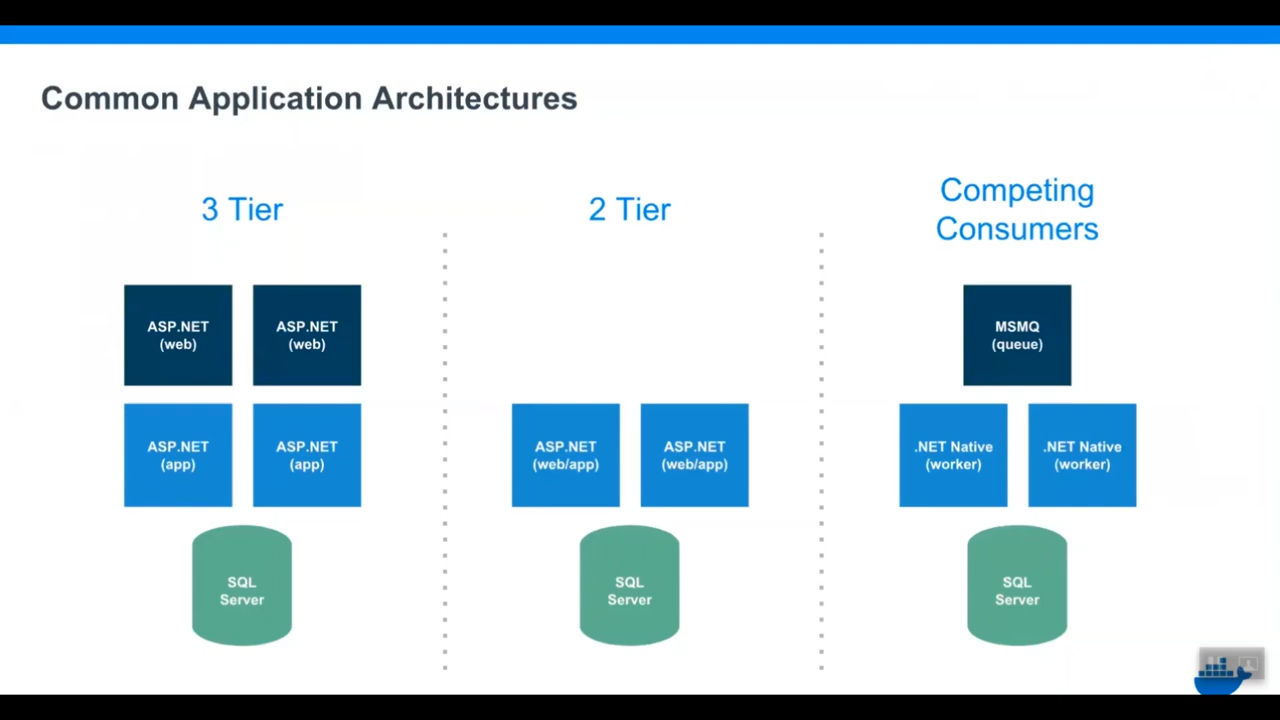 Common Application Architectures
3 Tier
ASP.NET
(web)
ASP.NET
(web)
ASP.NET
(app)
ASP.NET
(app)
SQL
Server
2 Tier
ASP.NET
(web/app)
ASP.NET
(web/app)
SQL
Server
Competing
Consumers
MSMQ
(queue)
.NET Native
(worker)
.NET Native
(worker)
SQL
Server